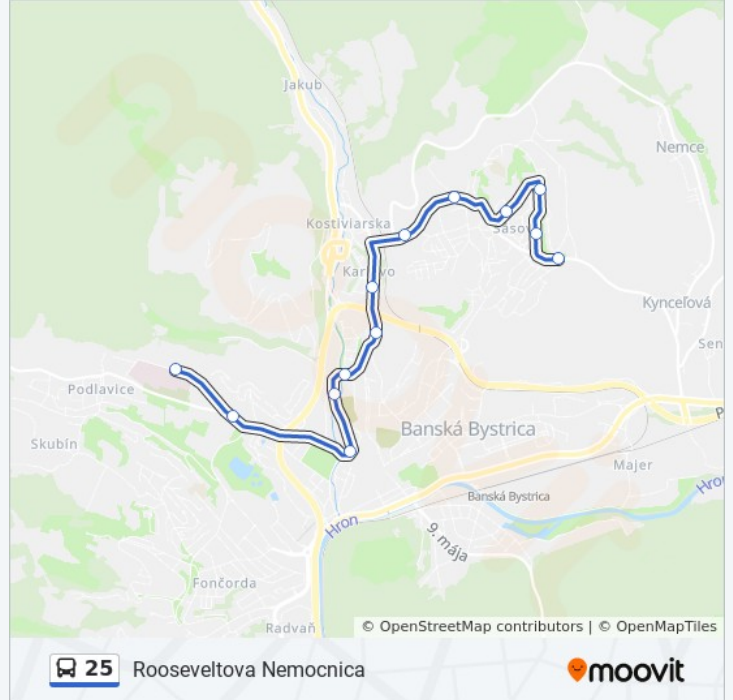 Jakub
Nemce
Kostiviarska
Sásov
Karlovo
Kynceľová
Sen
Podlavice
Skubín
Banská Bystrica
Majer
P
Banská Bystrica
Hron
Hron
9. mája
Fončorda
Radvaň
© OpenStreetMap contributors | © OpenMapTiles
25 Rooseveltova Nemocnica
moovit